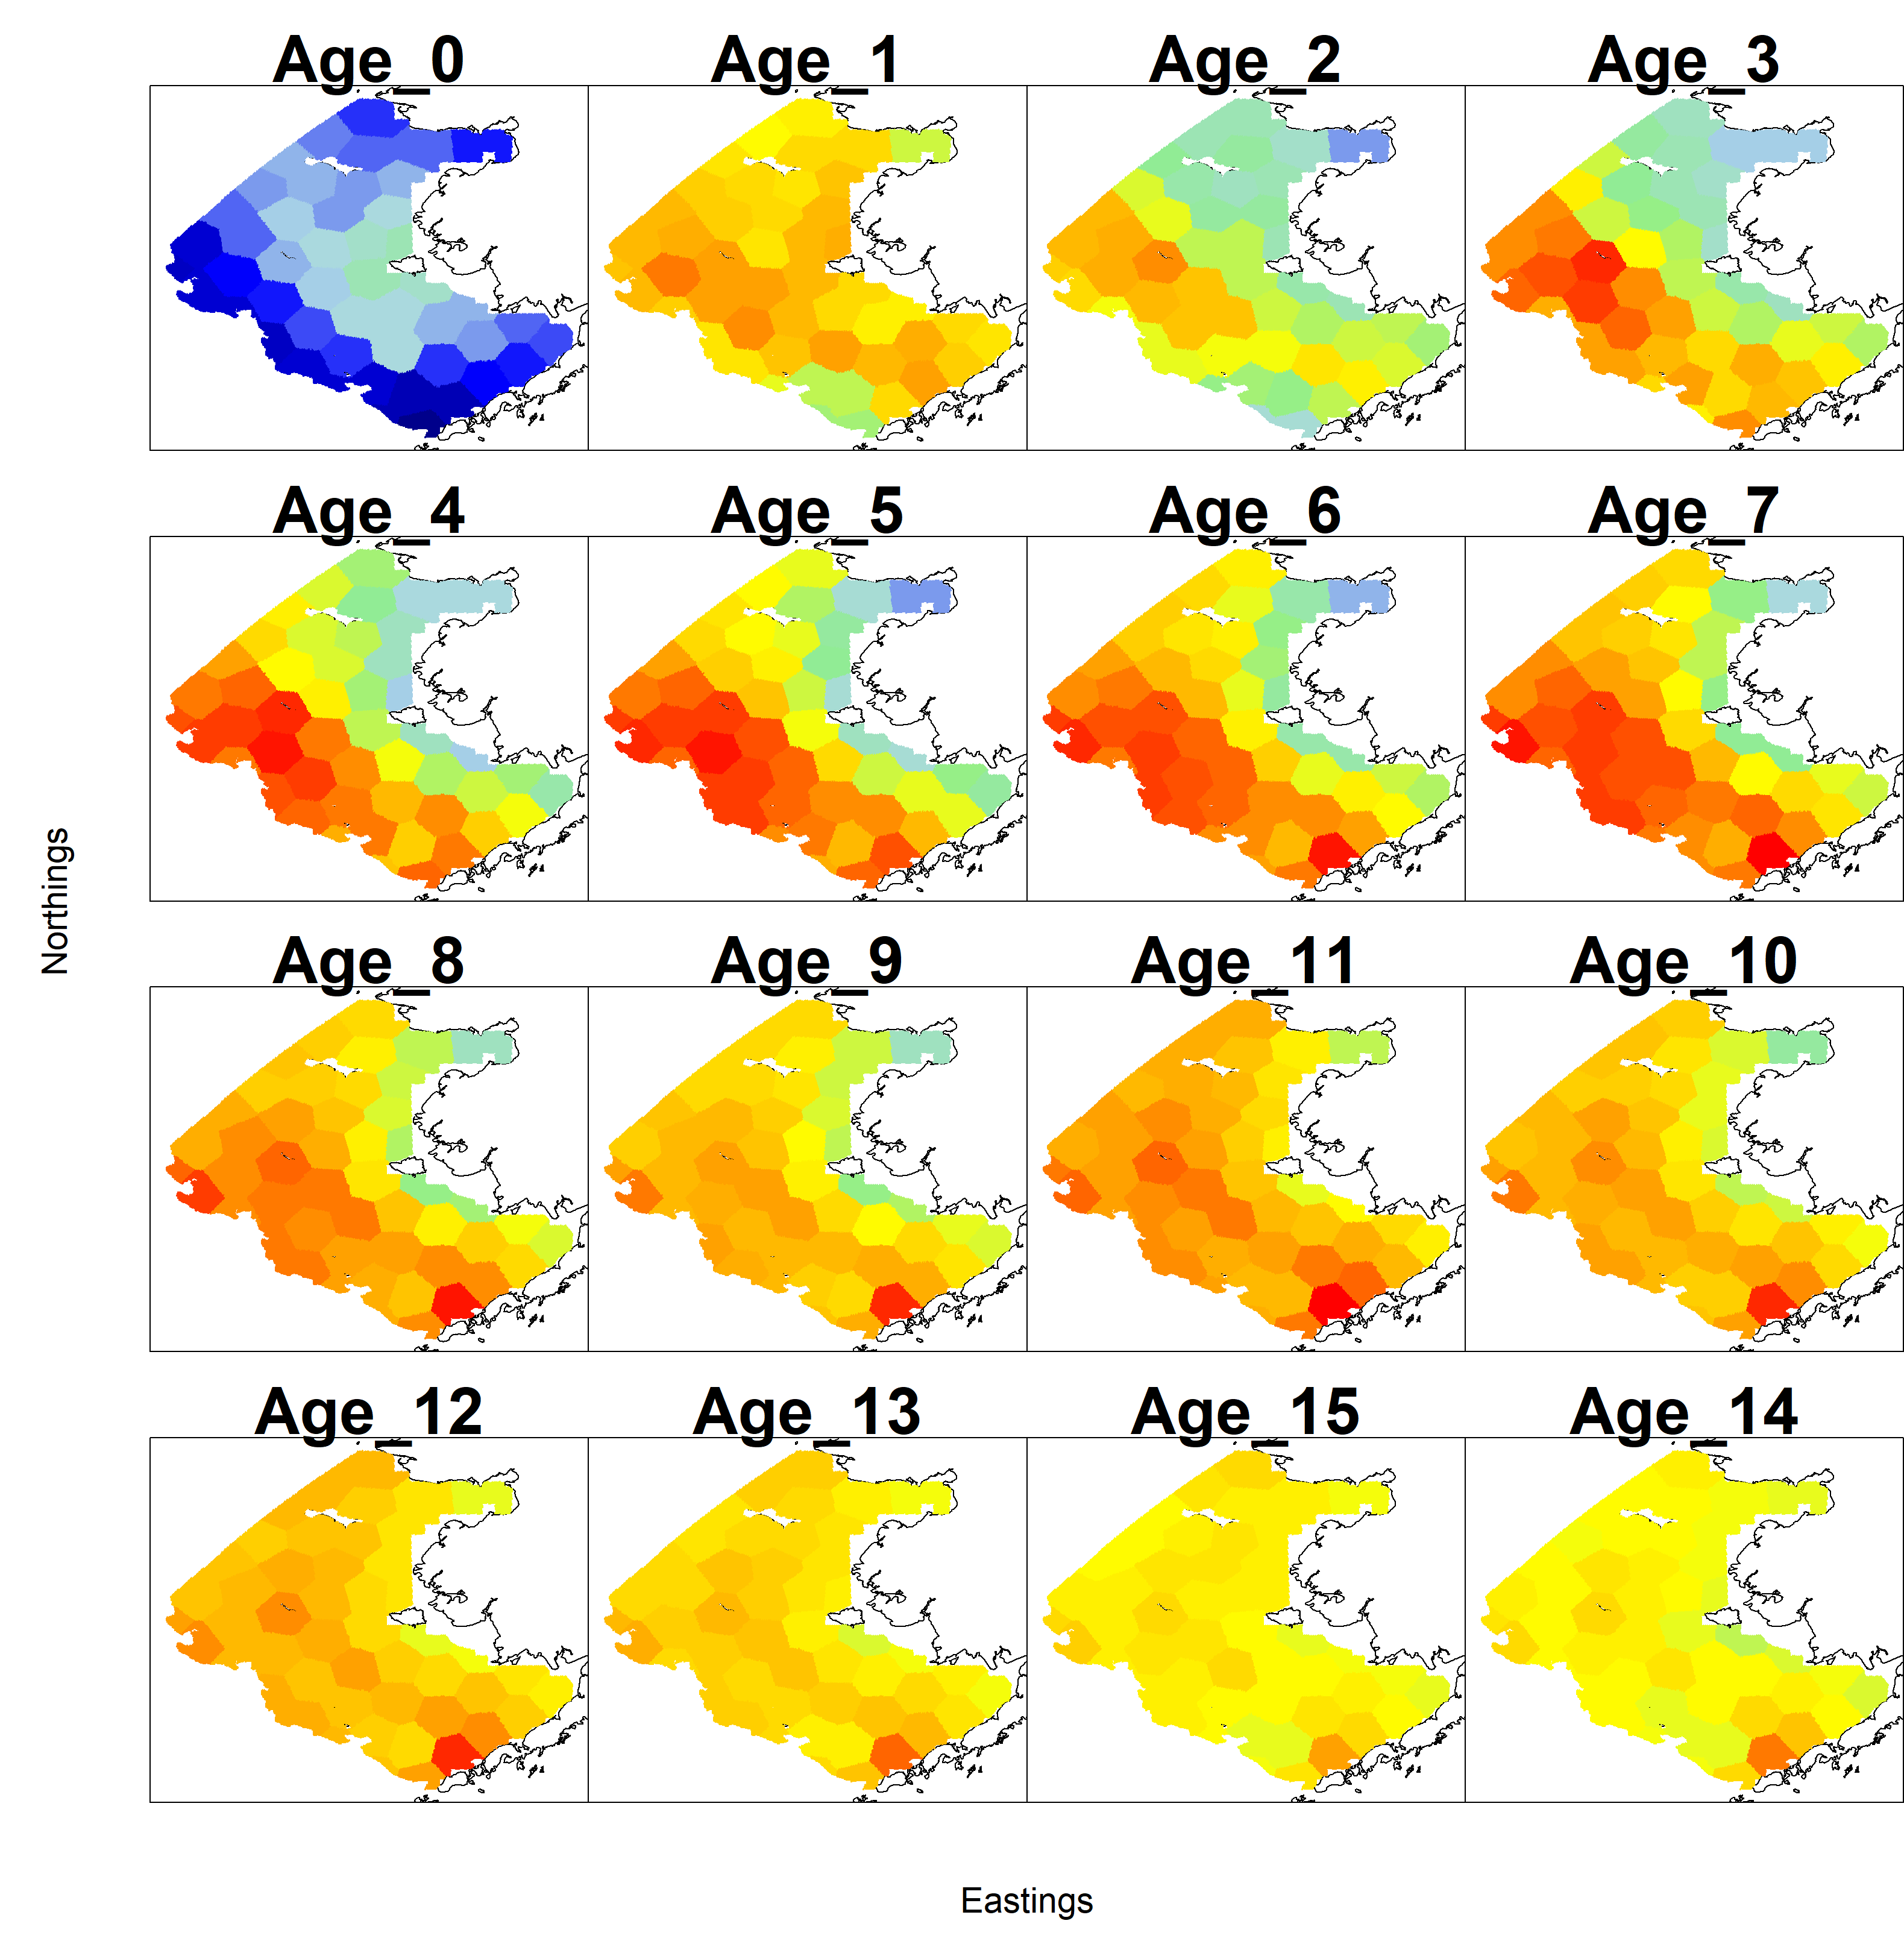 Age_0 Age_1 Age_2 Age_3
Age_4 Age_5 Age_6 Age_7
Northings
Age_8 Age_9 Age_11 Age_10
Age_12 Age_13 Age_15 Age_14
Eastings